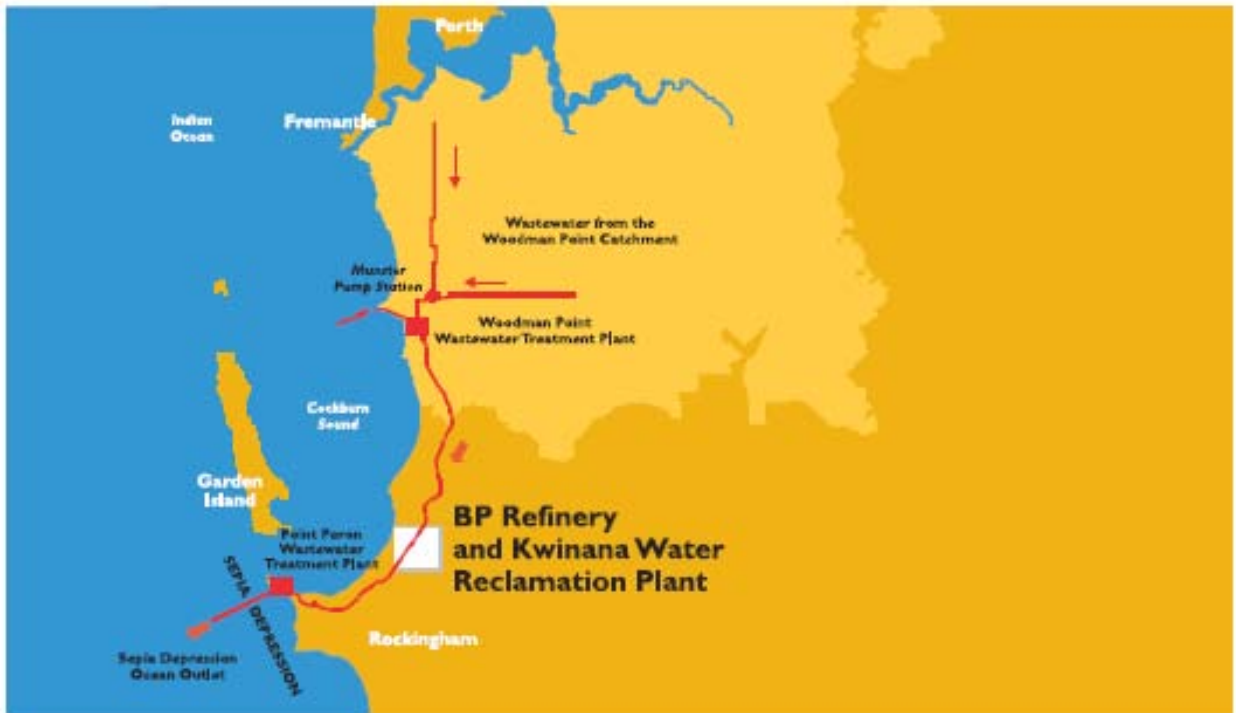 Perth
Indian
Ocean
Fremantle
Wastewater from the
Woodman Point Catchment
Munster
Pump Station
Woodman Point
Wastewater Treatment Plant
Cockburn
Sound
Garden
Island
BP Refinery
and Kwinana Water
Reclamation Plant
Point Peron
Wastewater
Treatment Plant
SEPIA DEPRESSION
Rockingham
Sepia Depression
Ocean Outlet